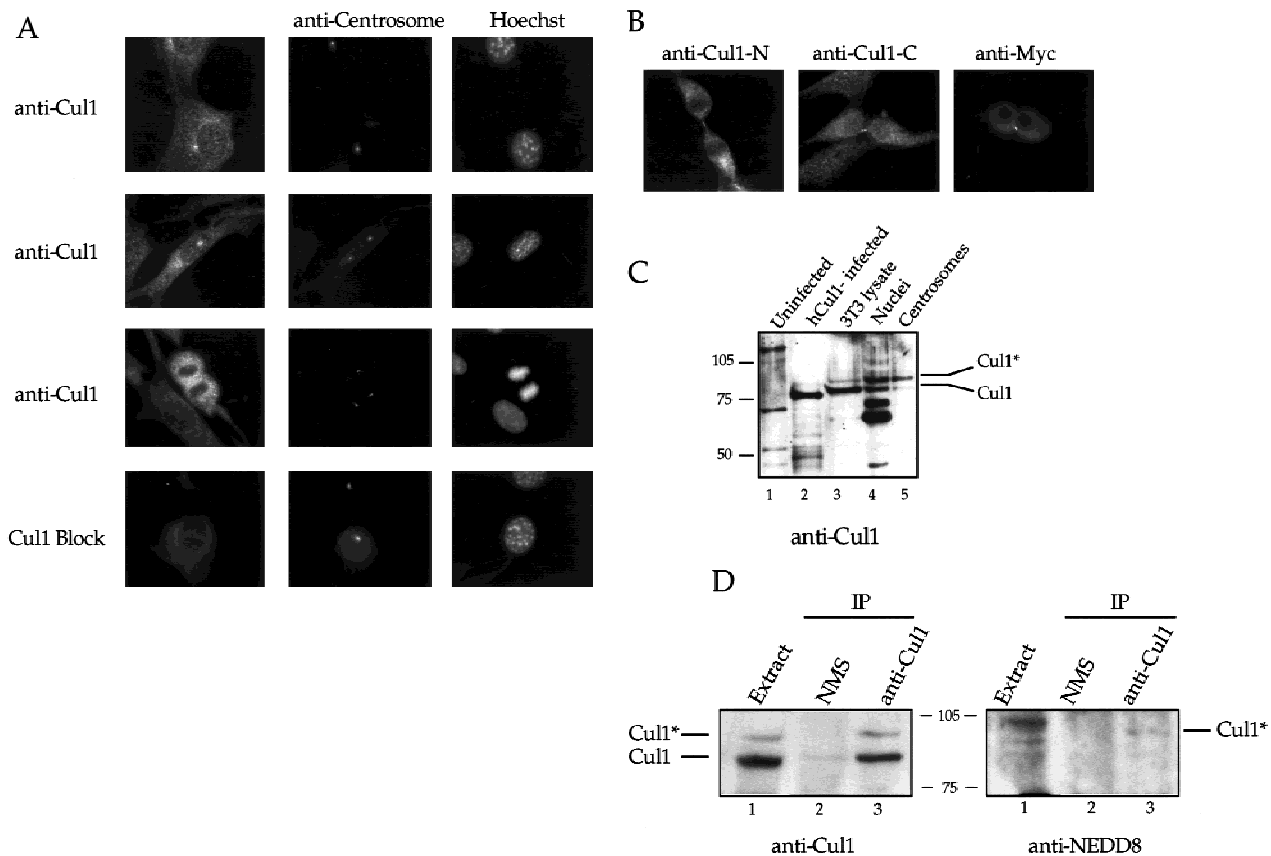 A
anti-Centrosome
Hoechst
anti-Cul1
anti-Cul1
anti-Cul1
Cul1 Block
B
anti-Cul1-N
anti-Cul1-C
anti-Myc
C
Uninfected
hCul1- infected
3T3 lysate
Nuclei
Centrosomes
105
75
50
Cul1*
Cul1
1 2 3 4 5
anti-Cul1
D
IP
IP
Extract
NMS
anti-Cul1
Extract
NMS
anti-Cul1
Cul1*
Cul1
105
75
Cul1*
1 2 3
1 2 3
anti-Cul1
anti-NEDD8